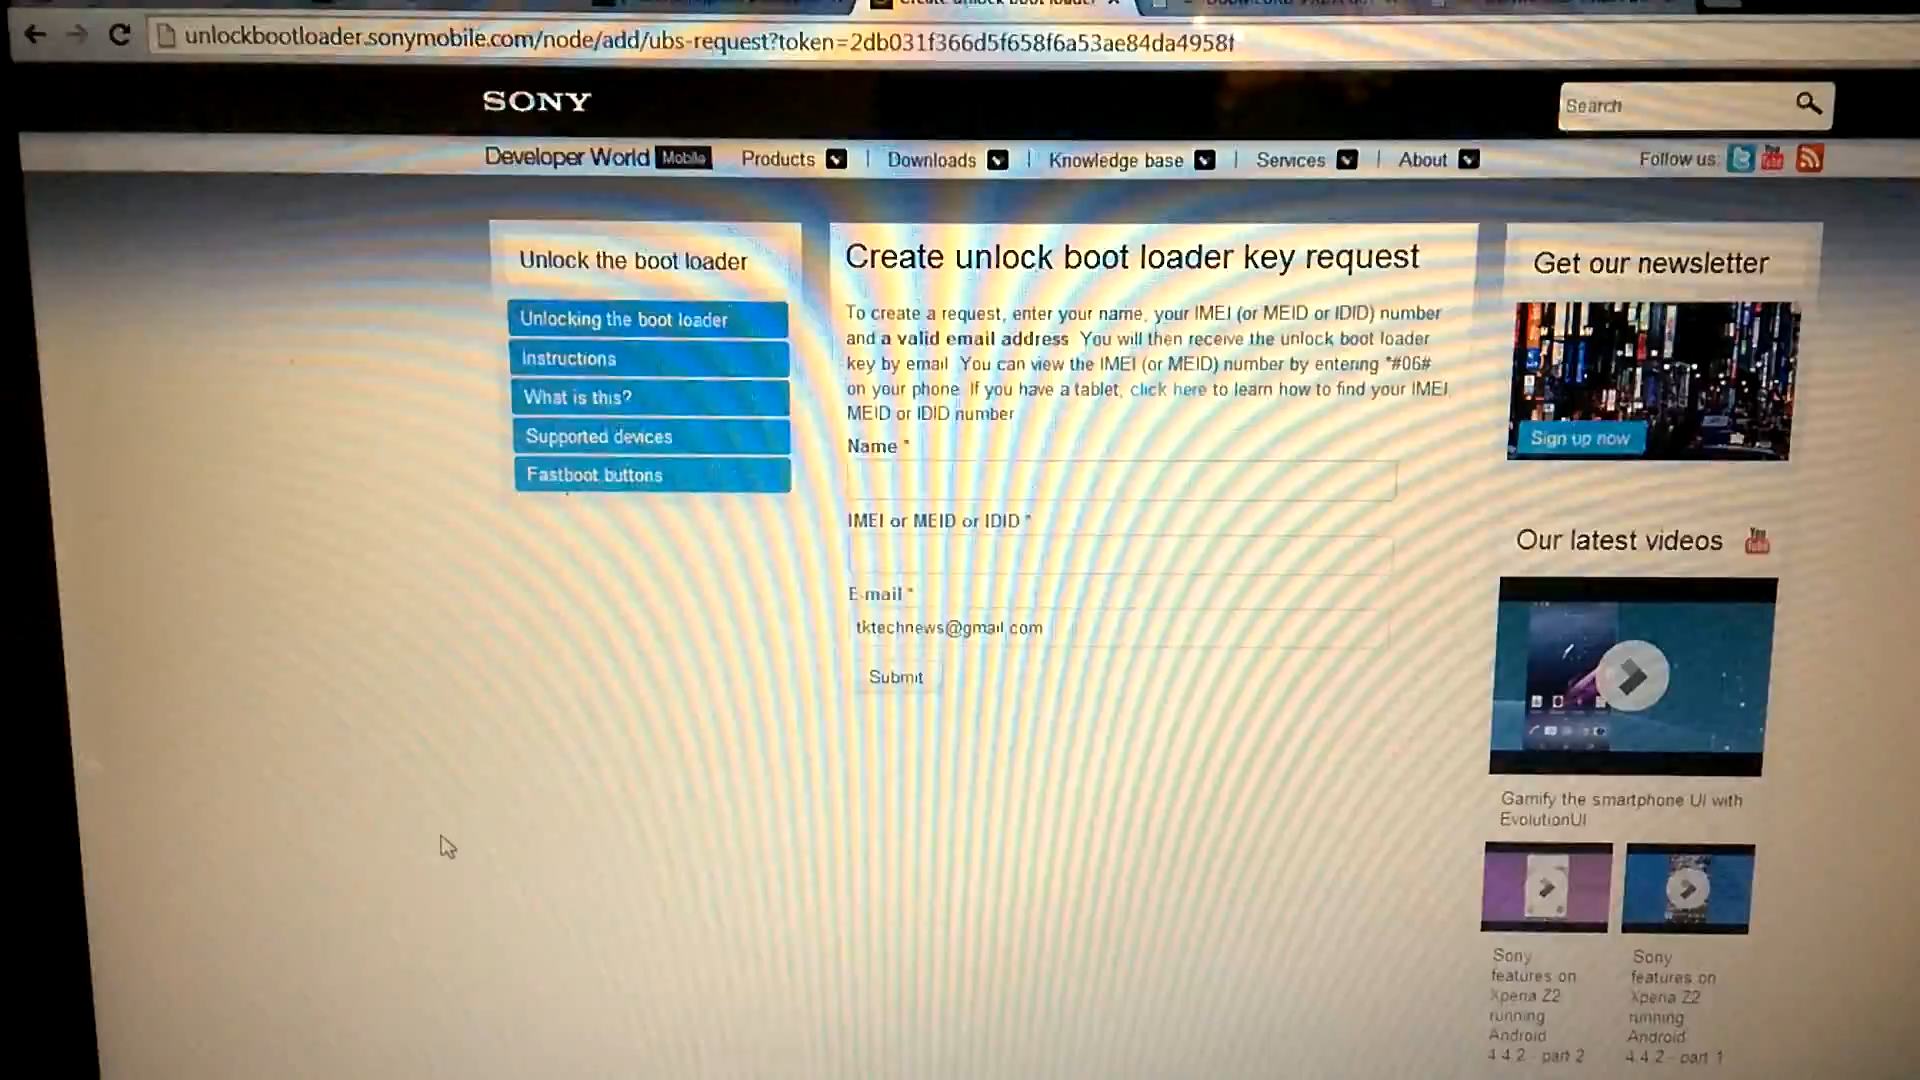 unlockbootloader.sonymobile.com/node/add/ubs-request?token=2db031f366d5f658f6a53ae84da4958f
SONY
Search
Developer World Mobile
Products | Downloads | Knowledge base | Services | About
Follow us:
You Tube
Unlock the boot loader
Unlocking the boot loader
Instructions
What is this?
Supported devices
Fastboot buttons
Create unlock boot loader key request
To create a request, enter your name, your IMEI (or MEID or IDID) number
and a valid email address. You will then receive the unlock boot loader
key by email. You can view the IMEI (or MEID) number by entering *#06#
on your phone. If you have a tablet, click here to learn how to find your IMEI,
MEID or IDID number
Name *
IMEI or MEID or IDID *
E-mail *
tktechnews@gmail.com
Submit
Get our newsletter
Sign up now
Our latest videos
You Tube
Gamify the smartphone UI with
EvolutionUI
Sony
features on
Xperia Z2
running
Android
4.4.2 - part 2
Sony
features on
Xperia Z2
running
Android
4.4.2 - part 1